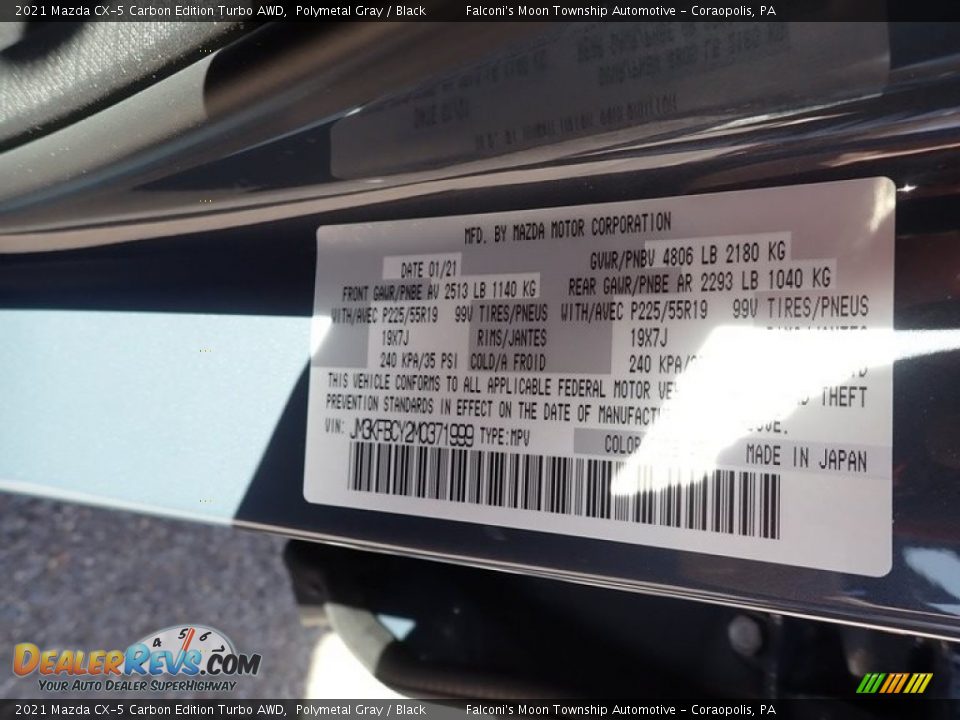 2021 Mazda CX-5 Carbon Edition Turbo AWD, Polymetal Gray / Black Falconi's Moon Township Automotive - Coraopolis, PA
MFD. BY MAZDA MOTOR CORPORATION
DATE 01/21 GVWR/PNBV 4806 LB 2180 KG
FRONT GAWR/PNBE AV 2513 LB 1140 KG REAR GAWR/PNBE AR 2293 LB 1040 KG
WITH/AVEC P225/55R19 99V TIRES/PNEUS WITH/AVEC P225/55R19 99V TIRES/PNEUS
19X7J RIMS/JANTES 19X7J RIMS/JANTES
240 KPA/35 PSI COLD/A FROID 240 KPA/
THIS VEHICLE CONFORMS TO ALL APPLICABLE FEDERAL MOTOR THEFT
PREVENTION STANDARDS IN EFFECT ON THE DATE OF
VIN: JM3KFBCY2M0371999 TYPE:MPV COLOR
MADE IN JAPAN
DEALERREVS.COM
4 5 6
YOUR AUTO DEALER SUPERHIGHWAY
2021 Mazda CX-5 Carbon Edition Turbo AWD, Polymetal Gray / Black Falconi's Moon Township Automotive - Coraopolis, PA